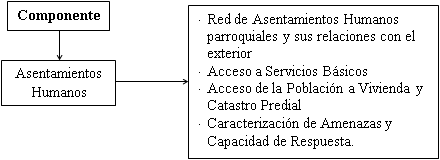 Componente
Asentamientos
Humanos
· Red de Asentamientos Humanos
parroquiales y sus relaciones con el
exterior
· Acceso a Servicios Básicos
· Acceso de la Población a Vivienda y
Catastro Predial
· Caracterización de Amenazas y
Capacidad de Respuesta.